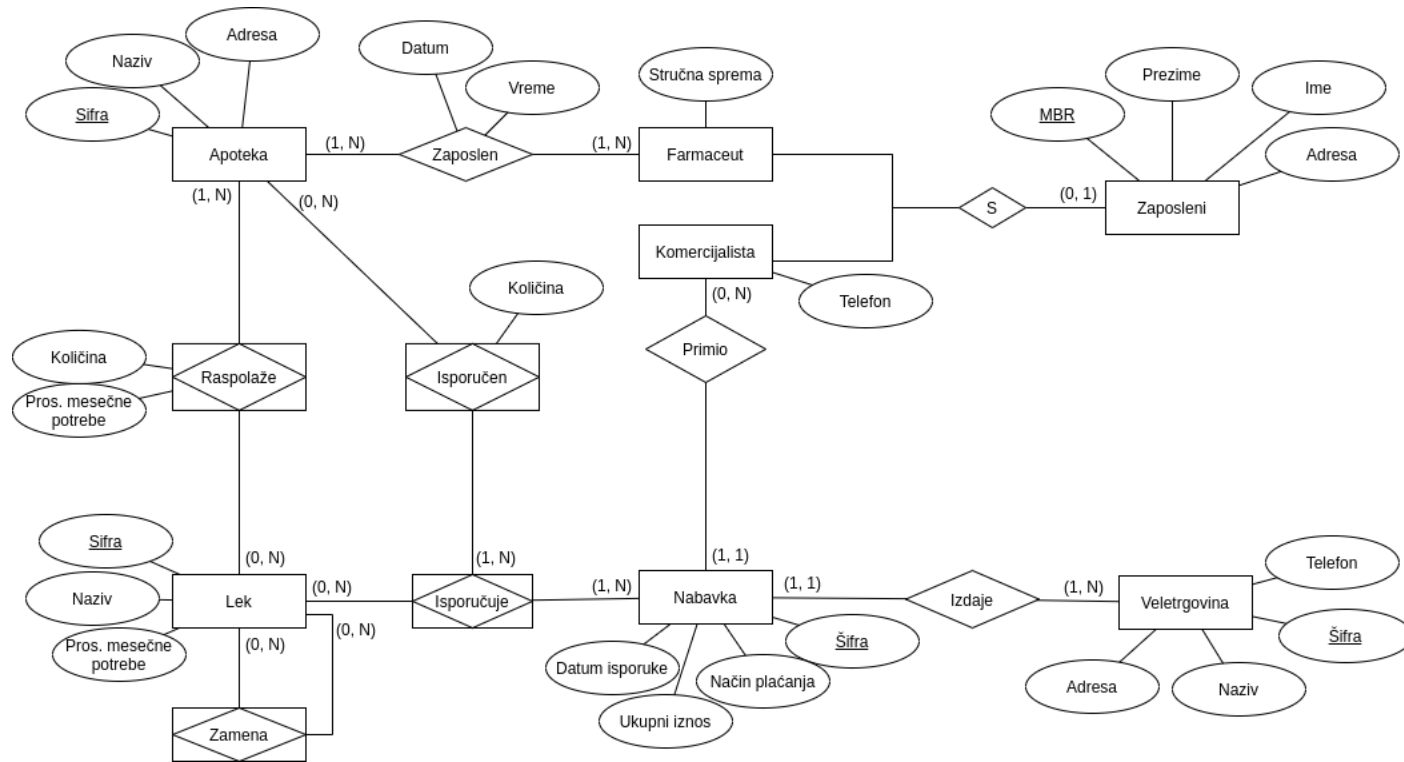 Adresa
Datum
Naziv
Vreme
Stručna sprema
Prezime
Ime
Sifra
MBR
Apoteka
(1, N)
Zaposlen
(1, N)
Farmaceut
Adresa
(1, N)
(0, N)
S
(0, 1)
Zaposleni
Komercijalista
(0, N)
Telefon
Količina
Primio
Količina
Raspolaže
Isporučen
Pros. mesečne
potrebe
Sifra
(0, N)
(1, N)
(1, 1)
Telefon
Naziv
Lek
(0, N)
Isporučuje
(1, N)
Nabavka
(1, 1)
Izdaje
(1, N)
Veletrgovina
Pros. mesečne
potrebe
(0, N)
(0, N)
Šifra
Šifra
Datum isporuke
Način plaćanja
Adresa
Naziv
Ukupni iznos
Zamena